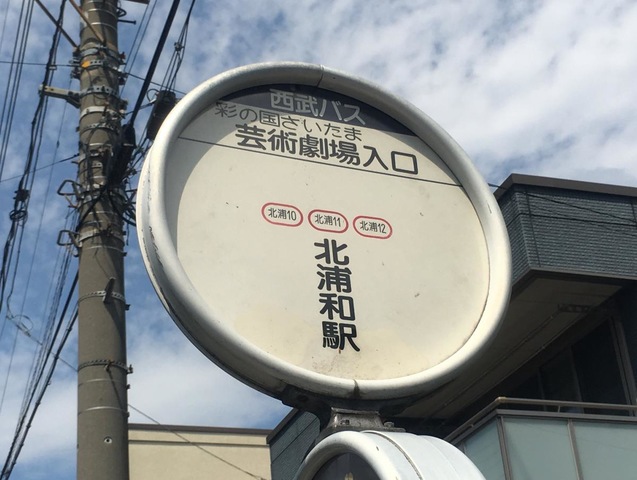 西武バス
彩の国さいたま
芸術劇場入口
北浦10 北浦11 北浦12
北浦和駅